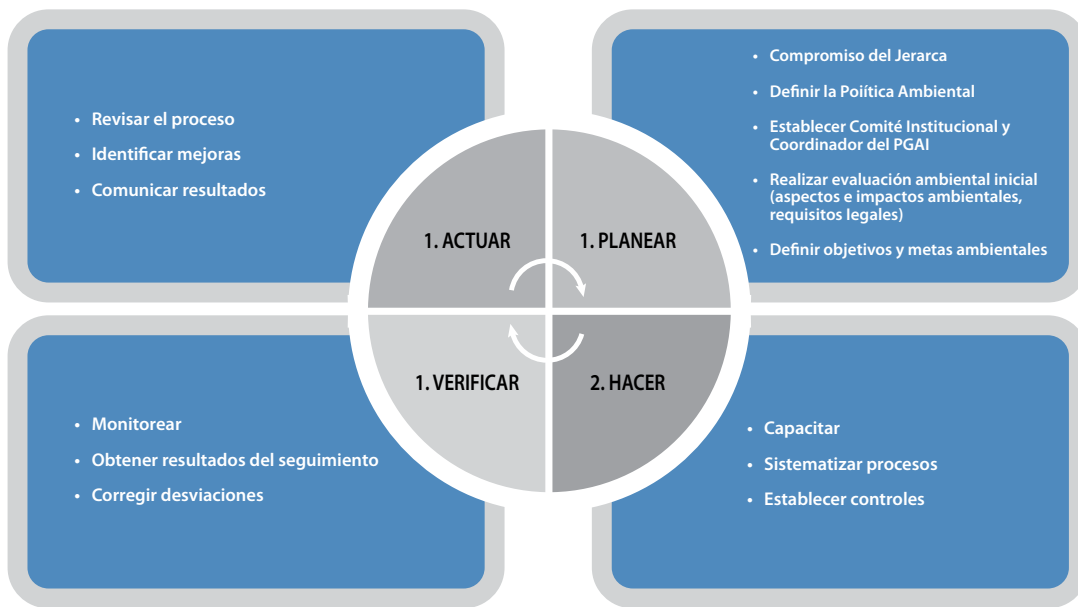 • Revisar el proceso
• Identificar mejoras
• Comunicar resultados
• Compromiso del Jerarca
• Definir la Poiítica Ambiental
• Establecer Comité Institucional y
Coordinador del PGAI
• Realizar evaluación ambiental inicial
(aspectos e impactos ambientales,
requisitos legales)
• Definir objetivos y metas ambientales
1. ACTUAR
1. PLANEAR
1. VERIFICAR
2. HACER
• Monitorear
• Obtener resultados del seguimiento
• Corregir desviaciones
• Capacitar
• Sistematizar procesos
• Establecer controles